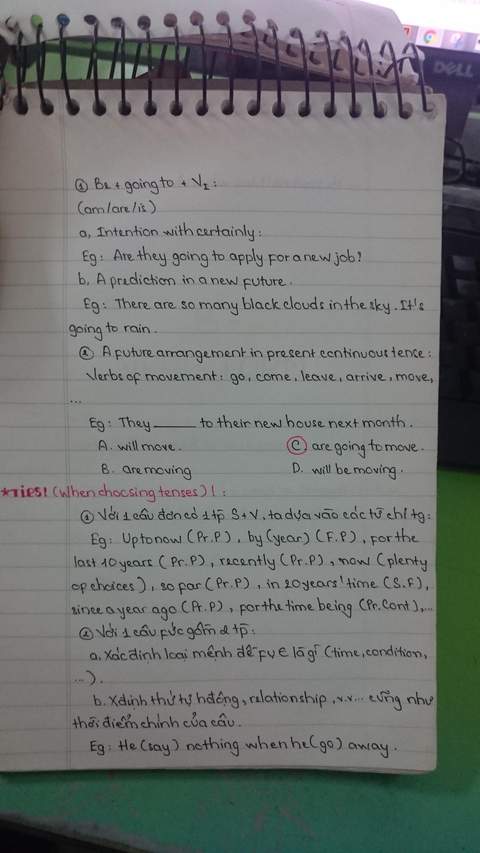 DELL
① Be + going to + V₁ :
(am/are/is)
a, Intention with certainly :
Eg : Are they going to apply for a new job?
b, A prediction in a new future.
Eg : There are so many black clouds in the sky. It's
going to rain.
② A future arrangement in present continuous tence :
Verbs of movement : go, come, leave, arrive, move,
...
Eg : They _____ to their new house next month.
A. will move.
C are going to move.
B. are moving
D. will be moving.
*TIPS! (When choosing tenses)! :
① Với 1 câu đơn có 1 tp S+V, ta dựa vào các từ chỉ tg :
Eg : Up to now (Pr.P), by (year) (F.P), for the
last 10 years (Pr.P), recently (Pr.P), now (plenty
of choices), so far (Pr.P), in 20 years' time (S.F),
since a year ago (Pr.P), for the time being (Pr.Cont),...
② Với 1 câu fức gồm 2 tp :
a. Xác định loại mệnh đề fụ ∈ là gì (time, condition,
...).
b. Xđịnh thứ tự hđộng, relationship, v.v... cũng như
thời điểm chính của câu.
Eg : He (say) nothing when he (go) away.